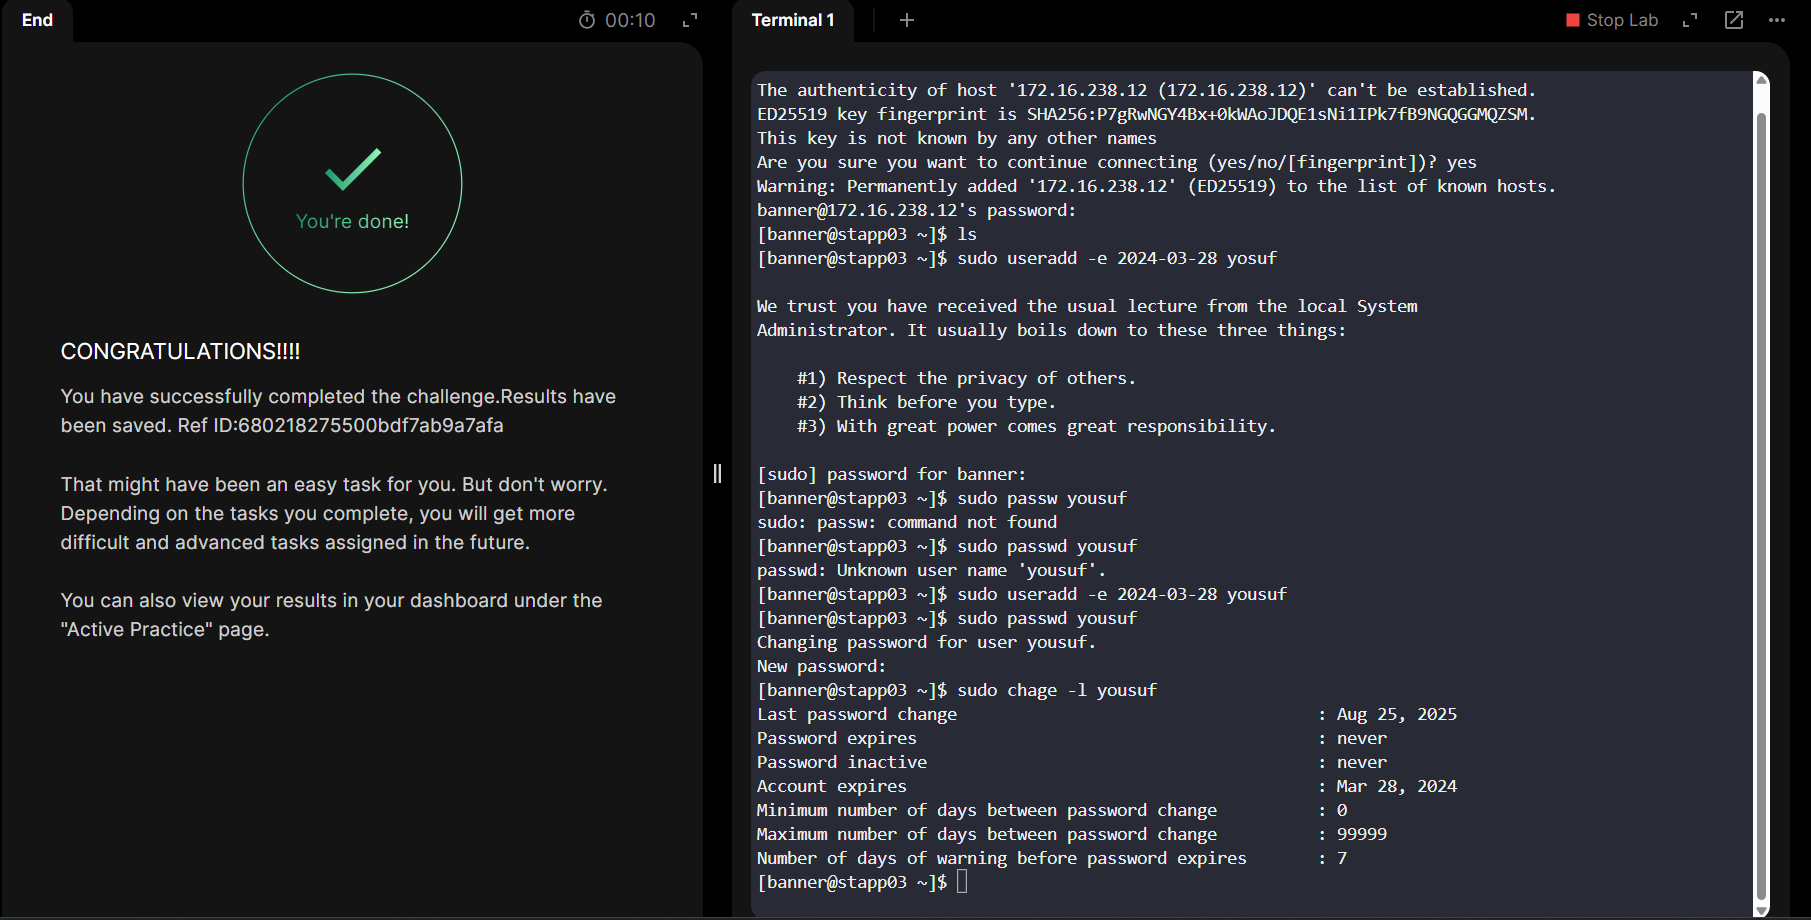 End
00:10
You're done!
CONGRATULATIONS!!!!
You have successfully completed the challenge.Results have
been saved. Ref ID:680218275500bdf7ab9a7afa
That might have been an easy task for you. But don't worry.
Depending on the tasks you complete, you will get more
difficult and advanced tasks assigned in the future.
You can also view your results in your dashboard under the
"Active Practice" page.
Terminal 1
Stop Lab
The authenticity of host '172.16.238.12 (172.16.238.12)' can't be established.
ED25519 key fingerprint is SHA256:P7gRwNGY4Bx+0kWAoJDQE1sNi1IPk7fB9NGQGGMQZSM.
This key is not known by any other names
Are you sure you want to continue connecting (yes/no/[fingerprint])? yes
Warning: Permanently added '172.16.238.12' (ED25519) to the list of known hosts.
banner@172.16.238.12's password:
[banner@stapp03 ~]$ ls
[banner@stapp03 ~]$ sudo useradd -e 2024-03-28 yosuf
We trust you have received the usual lecture from the local System
Administrator. It usually boils down to these three things:
#1) Respect the privacy of others.
#2) Think before you type.
#3) With great power comes great responsibility.
[sudo] password for banner:
[banner@stapp03 ~]$ sudo passw yousuf
sudo: passw: command not found
[banner@stapp03 ~]$ sudo passwd yousuf
passwd: Unknown user name 'yousuf'.
[banner@stapp03 ~]$ sudo useradd -e 2024-03-28 yousuf
[banner@stapp03 ~]$ sudo passwd yousuf
Changing password for user yousuf.
New password:
[banner@stapp03 ~]$ sudo chage -l yousuf
Last password change : Aug 25, 2025
Password expires : never
Password inactive : never
Account expires : Mar 28, 2024
Minimum number of days between password change : 0
Maximum number of days between password change : 99999
Number of days of warning before password expires : 7
[banner@stapp03 ~]$